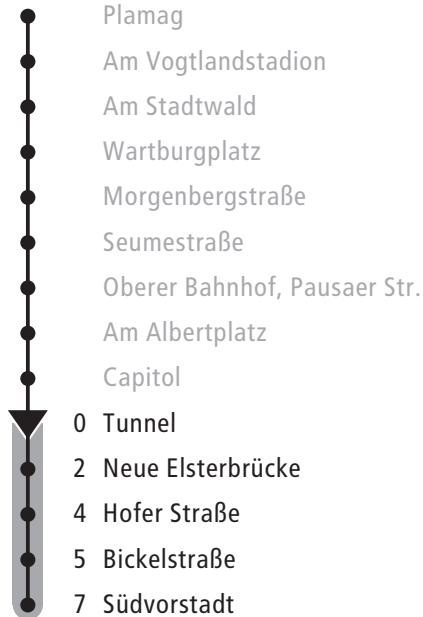 Plamag
Am Vogtlandstadion
Am Stadtwald
Wartburgplatz
Morgenbergstraße
Seumestraße
Oberer Bahnhof, Pausaer Str.
Am Albertplatz
Capitol
0 Tunnel
2 Neue Elsterbrücke
4 Hofer Straße
5 Bickelstraße
7 Südvorstadt